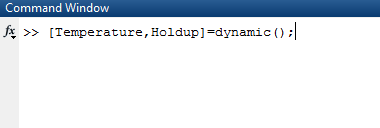 Command Window
fx >> [Temperature,Holdup]=dynamic();